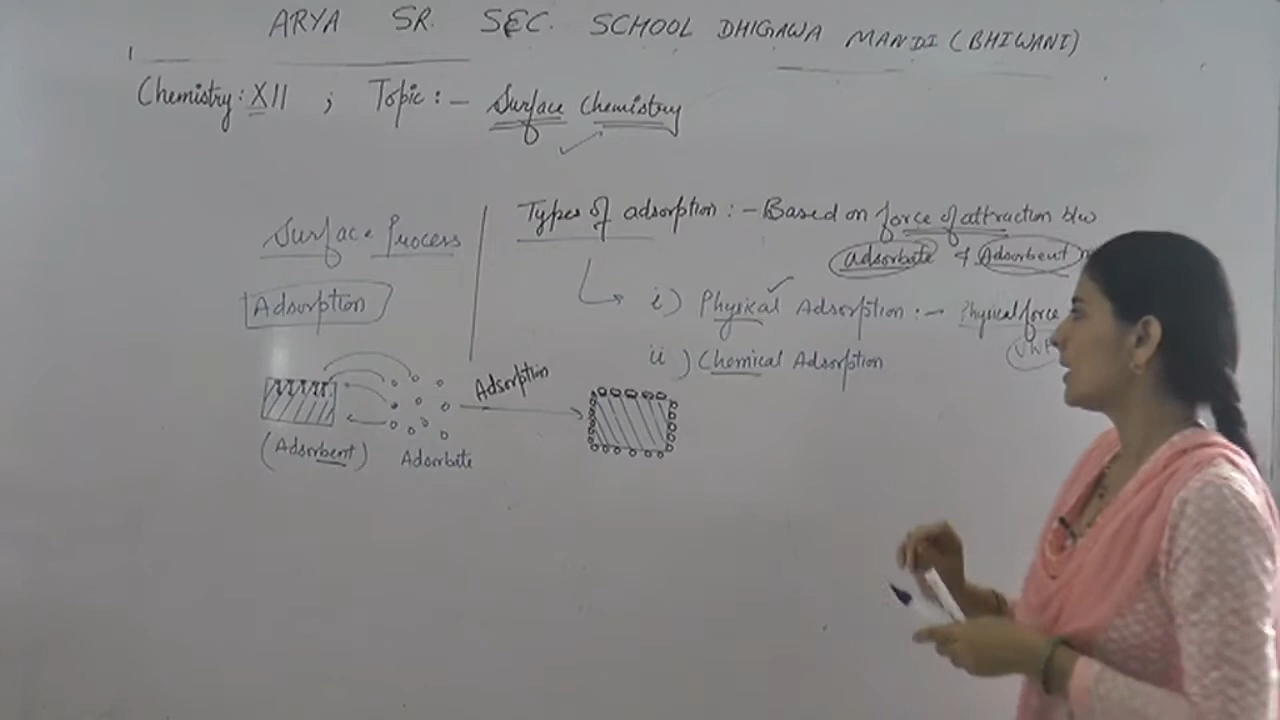 ARYA SR. SEC. SCHOOL DHIGAWA MANDI (BHIWANI)
Chemistry: XII ; Topic :- Surface Chemistry
Surface Process
Adsorption
Types of adsorption :- Based on force of attraction b/w
adsorbate & Adsorbent
i) Physical Adsorption :- Physical force
ii) Chemical Adsorption
Adsorption
(Adsorbent)
Adsorbate